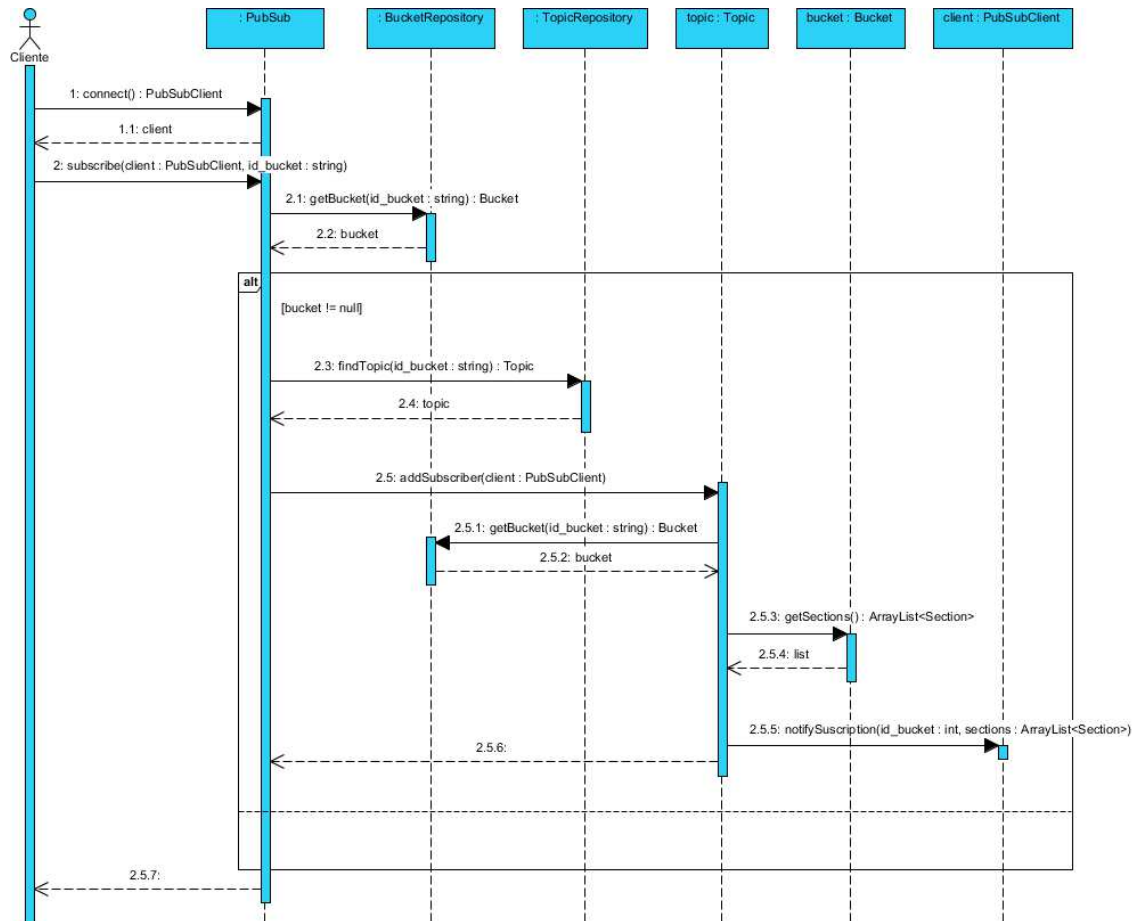 : PubSub
: BucketRepository
: TopicRepository
topic : Topic
bucket : Bucket
client : PubSubClient
Cliente
1: connect() : PubSubClient
1.1: client
2: subscribe(client : PubSubClient, id_bucket : string)
2.1: getBucket(id_bucket : string) : Bucket
2.2: bucket
alt
[bucket != null]
2.3: findTopic(id_bucket : string) : Topic
2.4: topic
2.5: addSubscriber(client : PubSubClient)
2.5.1: getBucket(id_bucket : string) : Bucket
2.5.2: bucket
2.5.3: getSections() : ArrayList<Section>
2.5.4: list
2.5.5: notifySuscription(id_bucket : int, sections : ArrayList<Section>)
2.5.6:
2.5.7: